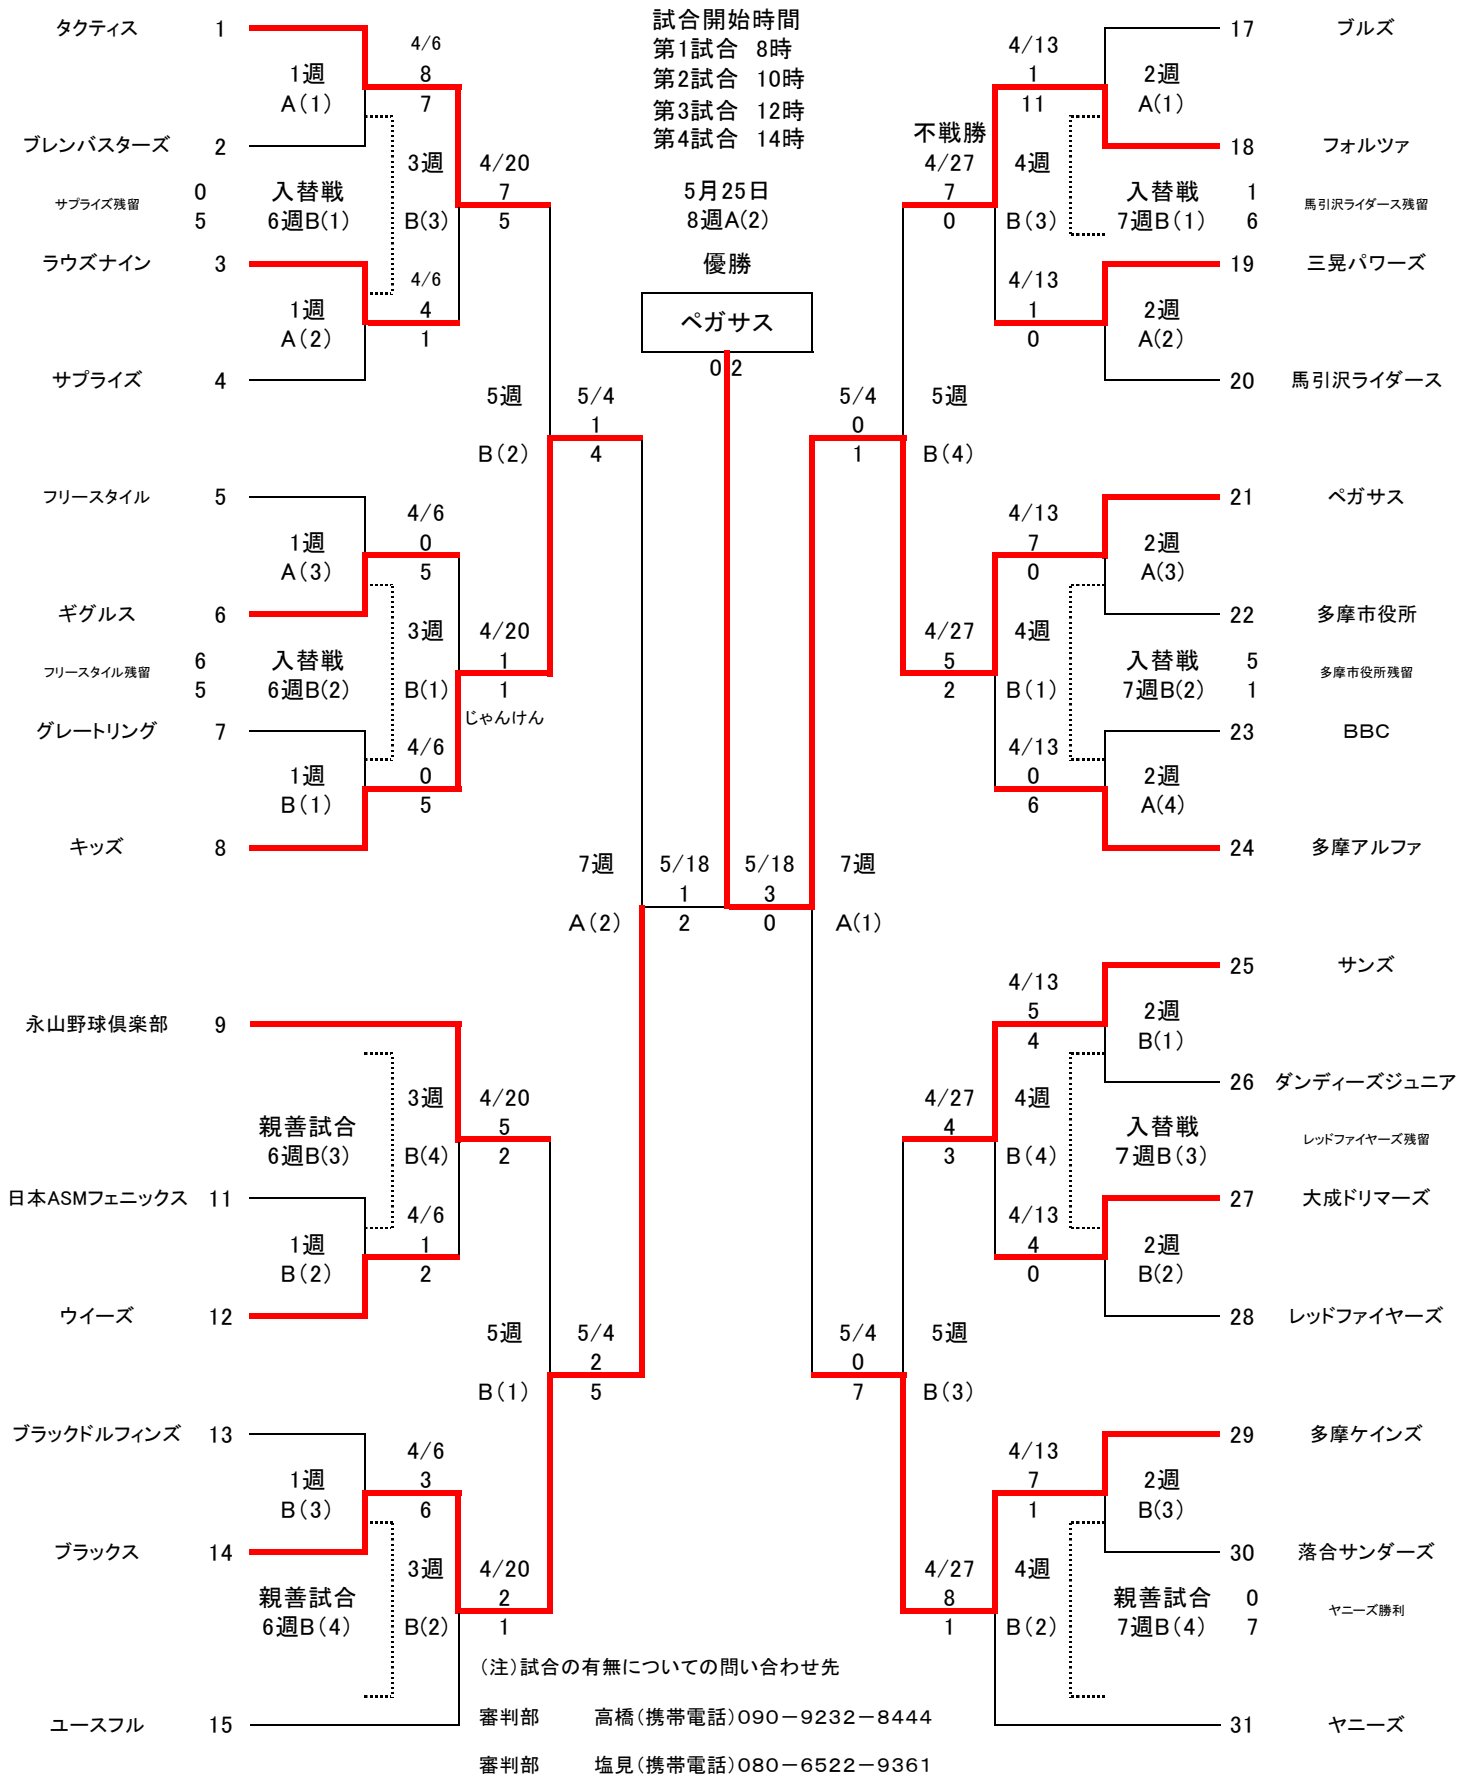 試合開始時間
第1試合 8時
第2試合 10時
第3試合 12時
第4試合 14時
5月25日
8週A(2)
優勝
ペガサス
0 2
タクティス 1
4/6
8
7
1週
A(1)
ブレンバスターズ 2
3週
B(3)
4/20
7
5
サプライズ残留
0
5
入替戦
6週B(1)
ラウズナイン 3
4/6
4
1
1週
A(2)
サプライズ 4
5週
B(2)
5/4
1
4
フリースタイル 5
4/6
0
5
1週
A(3)
ギグルス 6
3週
B(1)
4/20
1
1
じゃんけん
フリースタイル残留
6
5
入替戦
6週B(2)
グレートリング 7
4/6
0
5
1週
B(1)
キッズ 8
7週
A(2)
5/18
1
2
永山野球倶楽部 9
3週
B(4)
4/20
5
2
親善試合
6週B(3)
日本ASMフェニックス 11
4/6
1
2
1週
B(2)
ウイーズ 12
5週
B(1)
5/4
2
5
ブラックドルフィンズ 13
4/6
3
6
1週
B(3)
ブラックス 14
3週
B(2)
4/20
2
1
親善試合
6週B(4)
ユースフル 15
17 ブルズ
4/13
1
11
2週
A(1)
18 フォルツァ
不戦勝
4/27
7
0
4週
B(3)
入替戦
7週B(1)
1
6
馬引沢ライダース残留
19 三晃パワーズ
4/13
1
0
2週
A(2)
20 馬引沢ライダース
5/4
0
1
5週
B(4)
21 ペガサス
4/13
7
0
2週
A(3)
22 多摩市役所
4/27
5
2
4週
B(1)
入替戦
7週B(2)
5
1
多摩市役所残留
23 BBC
4/13
0
6
2週
A(4)
24 多摩アルファ
5/18
3
0
7週
A(1)
25 サンズ
4/13
5
4
2週
B(1)
26 ダンディーズジュニア
4/27
4
3
4週
B(4)
入替戦
7週B(3)
レッドファイヤーズ残留
27 大成ドリマーズ
4/13
4
0
2週
B(2)
28 レッドファイヤーズ
5/4
0
7
5週
B(3)
29 多摩ケインズ
4/13
7
1
2週
B(3)
30 落合サンダーズ
4/27
8
1
4週
B(2)
親善試合
7週B(4)
0
7
ヤニーズ勝利
31 ヤニーズ
(注)試合の有無についての問い合わせ先
審判部 高橋(携帯電話)090-9232-8444
審判部 塩見(携帯電話)080-6522-9361